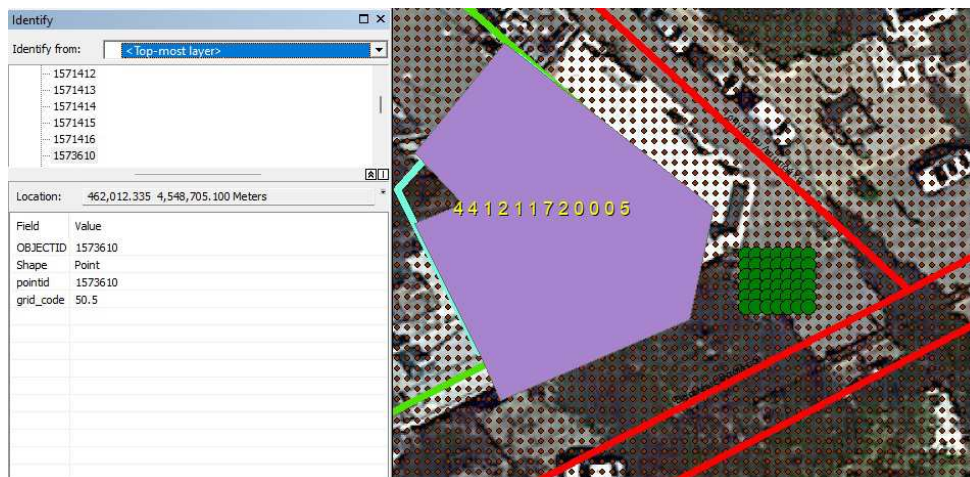 Identify
Identify from: <Top-most layer>
1571412
1571413
1571414
1571415
1571416
1573610
Location: 462,012.335 4,548,705.100 Meters
Field Value
OBJECTID 1573610
Shape Point
pointid 1573610
grid_code 50.5
441211720005